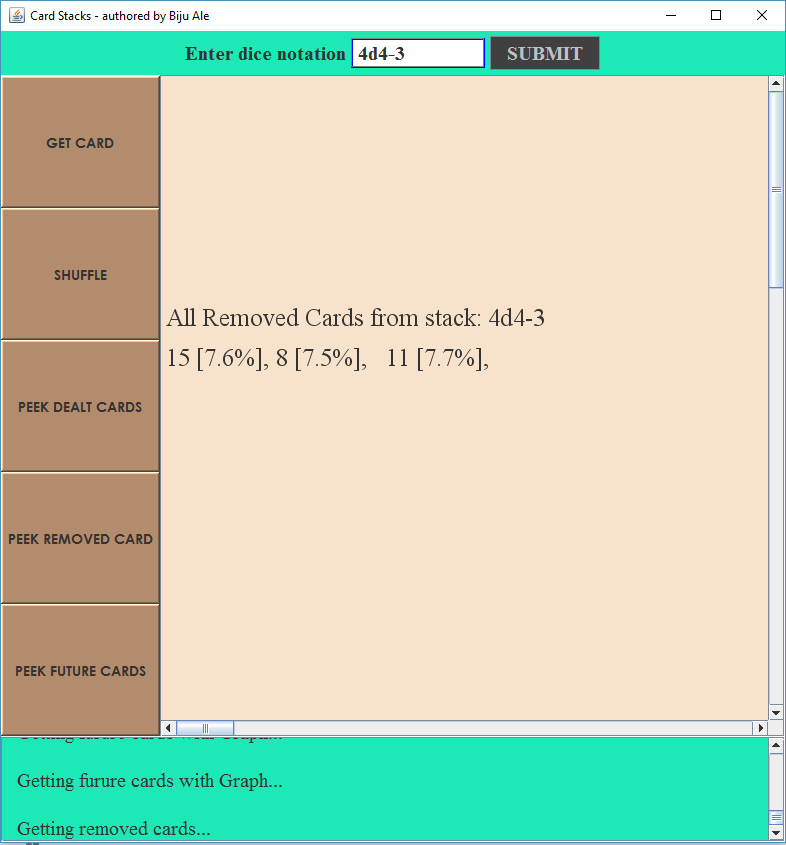 Card Stacks - authored by Biju Ale
Enter dice notation 4d4-3 SUBMIT
GET CARD
SHUFFLE
PEEK DEALT CARDS
PEEK REMOVED CARD
PEEK FUTURE CARDS
All Removed Cards from stack: 4d4-3
15 [7.6%], 8 [7.5%], 11 [7.7%],
Getting furure cards with Graph...
Getting removed cards...